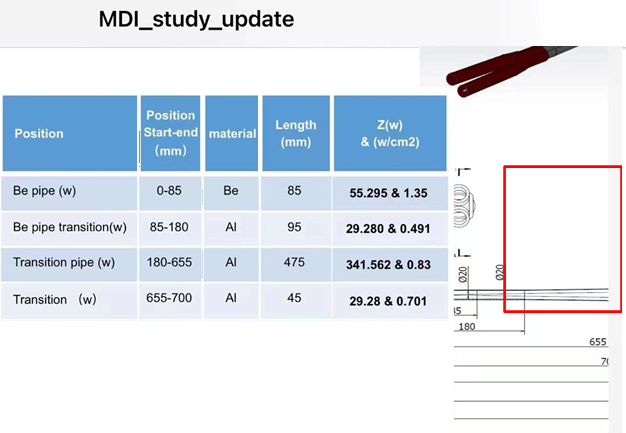 MDI_study_update
Position Position Start-end (mm) material Length (mm) Z(w) & (w/cm2)
Be pipe (w) 0-85 Be 85 55.295 & 1.35
Be pipe transition(w) 85-180 Al 95 29.280 & 0.491
Transition pipe (w) 180-655 Al 475 341.562 & 0.83
Transition (w) 655-700 Al 45 29.28 & 0.701
Ø20 Ø20
180
655